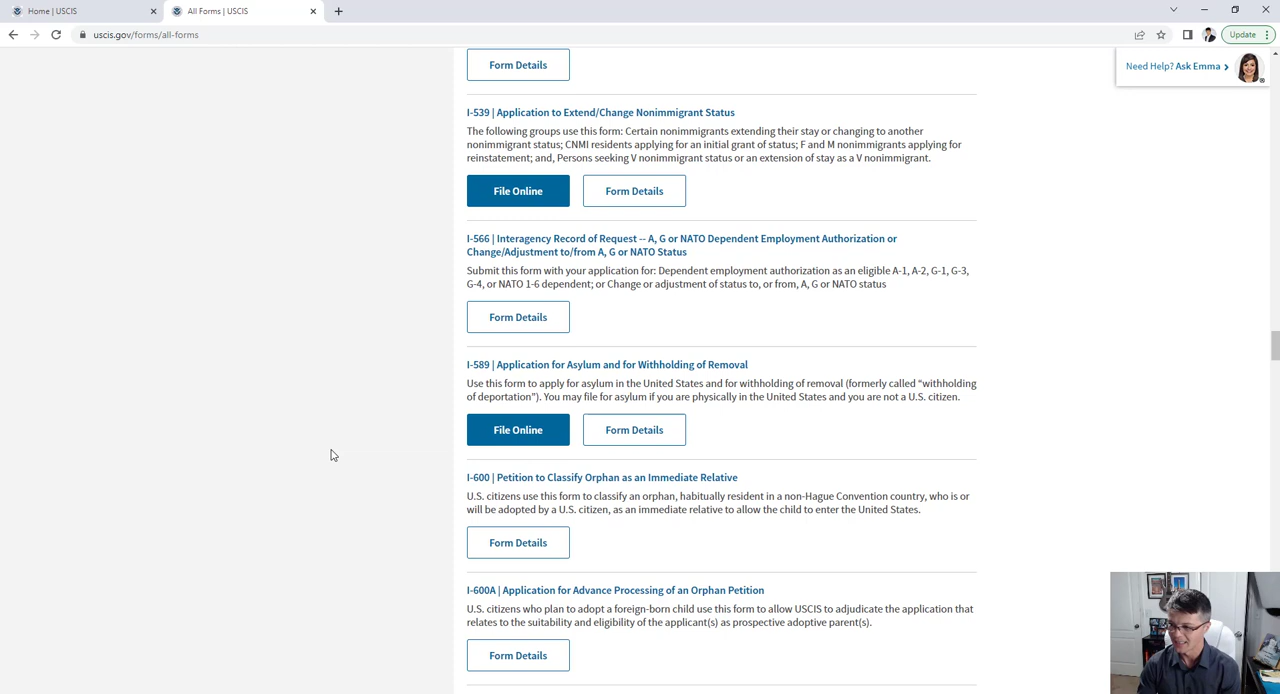 Home | USCIS
All Forms | USCIS
uscis.gov/forms/all-forms
Update
Need Help? Ask Emma
Form Details
I-539 | Application to Extend/Change Nonimmigrant Status
The following groups use this form: Certain nonimmigrants extending their stay or changing to another
nonimmigrant status; CNMI residents applying for an initial grant of status; F and M nonimmigrants applying for
reinstatement; and, Persons seeking V nonimmigrant status or an extension of stay as a V nonimmigrant.
File Online
Form Details
I-566 | Interagency Record of Request -- A, G or NATO Dependent Employment Authorization or
Change/Adjustment to/from A, G or NATO Status
Submit this form with your application for: Dependent employment authorization as an eligible A-1, A-2, G-1, G-3,
G-4, or NATO 1-6 dependent; or Change or adjustment of status to, or from, A, G or NATO status
Form Details
I-589 | Application for Asylum and for Withholding of Removal
Use this form to apply for asylum in the United States and for withholding of removal (formerly called “withholding
of deportation”). You may file for asylum if you are physically in the United States and you are not a U.S. citizen.
File Online
Form Details
I-600 | Petition to Classify Orphan as an Immediate Relative
U.S. citizens use this form to classify an orphan, habitually resident in a non-Hague Convention country, who is or
will be adopted by a U.S. citizen, as an immediate relative to allow the child to enter the United States.
Form Details
I-600A | Application for Advance Processing of an Orphan Petition
U.S. citizens who plan to adopt a foreign-born child use this form to allow USCIS to adjudicate the application that
relates to the suitability and eligibility of the applicant(s) as prospective adoptive parent(s).
Form Details